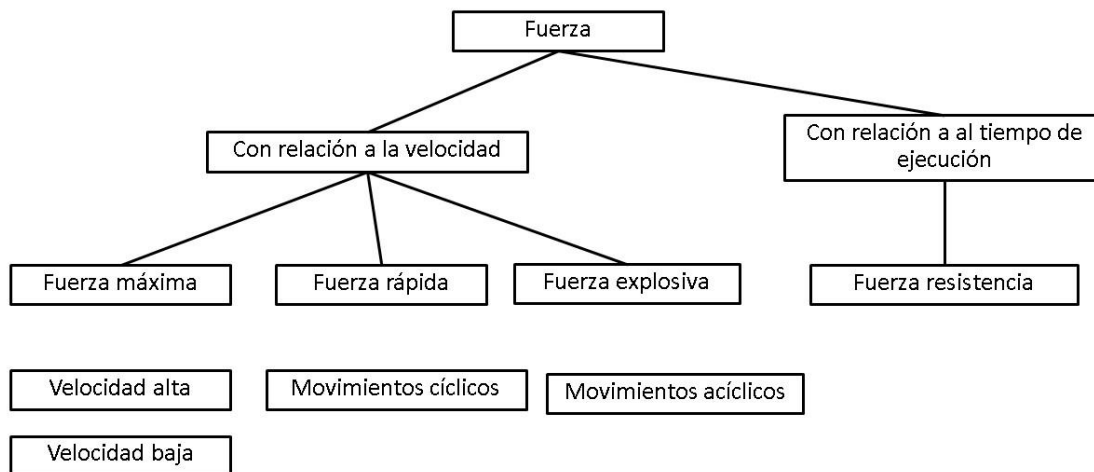 Fuerza
Con relación a la velocidad
Con relación a al tiempo de
ejecución
Fuerza máxima
Fuerza rápida
Fuerza explosiva
Fuerza resistencia
Velocidad alta
Movimientos cíclicos
Movimientos acíclicos
Velocidad baja